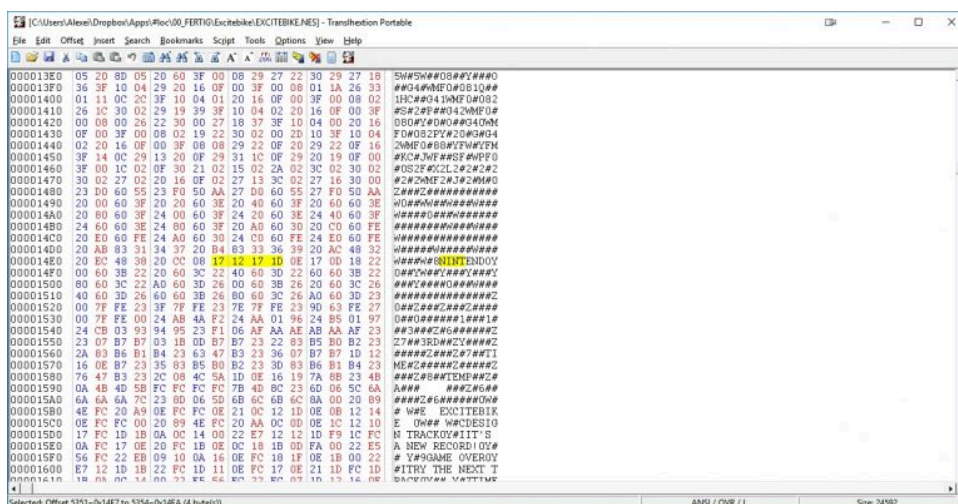 [C:\Users\Alexei\Dropbox\Apps\#loc\00_FERTIG\Excitebike\EXCITEBIKE.NES] - Translhextion Portable
File Edit Offset Insert Search Bookmarks Script Tools Options View Help
000013E0 05 20 8D 05 20 60 3F 00 08 29 27 22 30 29 27 18 5W#5W##08##Y###0
000013F0 36 3F 10 04 29 20 16 0F 00 3F 00 08 01 1A 26 33 ##G4#WMF0#081Q##
00001400 01 11 0C 2C 3F 10 04 01 20 16 0F 00 3F 00 08 02 1HC##G41WMF0#082
00001410 26 1C 30 02 29 19 39 3F 10 04 02 20 16 0F 00 3F #S#2#P##G42WMF0#
00001420 00 08 00 26 22 30 00 27 18 37 3F 10 04 00 20 16 080#Y#0#0##G40WM
00001430 0F 00 3F 00 08 02 19 22 30 02 00 2D 10 3F 10 04 F0#082PY#20#G#G4
00001440 02 20 16 0F 00 3F 08 08 29 22 0F 20 29 22 0F 16 2WMF0#88#YFW#YFM
00001450 3F 14 0C 29 13 20 0F 29 31 1C 0F 29 20 19 0F 00 #KC#JWF##SF#WPF0
00001460 3F 00 1C 02 0F 30 21 02 15 02 2A 02 3C 02 30 02 #0S2F#X2L2#2#2#2
00001470 30 02 27 02 20 16 0F 02 27 13 3C 02 27 16 30 00 #2#2WMF2#J#2#M#0
00001480 23 D0 60 55 23 F0 50 AA 27 D0 60 55 27 F0 50 AA Z###Z###########
00001490 20 00 60 3F 20 20 60 3E 20 40 60 3F 20 60 60 3E W0##WW##W###W###
000014A0 20 80 60 3F 24 00 60 3F 24 20 60 3E 24 40 60 3F W####0###W######
000014B0 24 60 60 3E 24 80 60 3F 20 A0 60 30 20 C0 60 FE ########W###W###
000014C0 20 E0 60 FE 24 A0 60 30 24 C0 60 FE 24 E0 60 FE W###############
000014D0 20 AB 83 31 34 37 20 B4 83 33 36 39 20 AC 48 32 W#####W#####W###
000014E0 20 EC 48 38 20 CC 08 17 12 17 1D 0E 17 0D 18 22 W###W#8NINTENDOY
000014F0 00 60 3B 22 20 60 3C 22 40 60 3D 22 60 60 3B 22 0##YW##Y###Y###Y
00001500 80 60 3C 22 A0 60 3D 26 00 60 3B 26 20 60 3C 26 ###Y####0###W###
00001510 40 60 3D 26 60 60 3B 26 80 60 3C 26 A0 60 3D 23 ###############Z
00001520 00 7F FE 23 3F 7F FE 23 7E 7F FE 23 9D 63 FE 27 0##Z###Z###Z####
00001530 00 7F FE 00 24 AB 4A F2 24 AA 01 96 24 B5 01 97 0##0######1###1#
00001540 24 CB 03 93 94 95 23 F1 06 AF AA AE AB AA AF 23 ##3###Z#6######Z
00001550 23 07 B7 B7 03 1B 0D B7 B7 23 22 83 B5 B0 B2 23 Z7##3RD##ZY####Z
00001560 2A 83 B6 B1 B4 23 63 47 B3 23 36 07 B7 B7 1D 12 #####Z###Z#7##TI
00001570 16 0E B7 23 35 83 B5 B0 B2 23 3D 83 B6 B1 B4 23 ME#Z#####Z#####Z
00001580 76 47 B3 23 2C 08 4C 5A 1D 0E 16 19 7A 8B 23 4B ###Z#8##TEMP##Z#
00001590 0A 4B 4D 5B FC FC FC FC 7B 4D 8C 23 6D 06 5C 6A A###    ###Z#6##
000015A0 6A 6A 6A 7C 23 8D 06 5D 6B 6C 6B 6C 8A 00 20 89 ####Z#6######0W#
000015B0 4E FC 20 A9 0E FC FC 0E 21 0C 12 1D 0E 0B 12 14 # W#E  EXCITEBIK
000015C0 0E FC FC 00 20 89 4E FC 20 AA 0C 0D 0E 1C 12 10 E  0W## W#CDESIG
000015D0 17 FC 1D 1B 0A 0C 14 00 22 E7 12 12 1D F9 1C FC N TRACK0Y#IIT'S
000015E0 0A FC 17 0E 20 FC 1B 0E 0C 18 1B 0D FA 00 22 E5 A NEW RECORD!0Y#
000015F0 56 FC 22 EB 09 10 0A 16 0E FC 18 1F 0E 1B 00 22 # Y#9GAME OVER0Y
00001600 E7 12 1D 1B 22 FC 1D 11 0E FC 17 0E 21 1D FC 1D #ITRY THE NEXT T
Selected: Offset 5351=0x14E7 to 5354=0x14EA (4 byte(s))
ANSI / OVR / L
Size: 24592